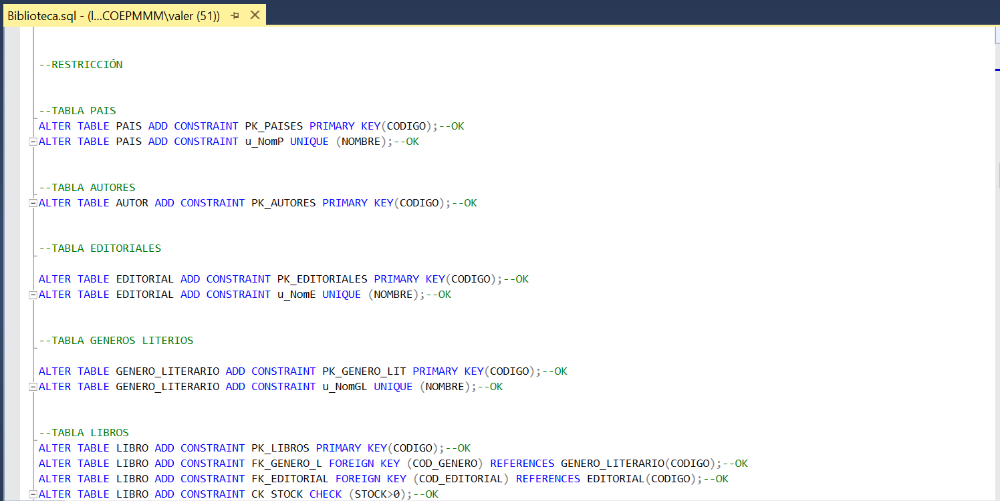 Biblioteca.sql - (l...COEPMMM\valer (51))
--RESTRICCIÓN
--TABLA PAIS
ALTER TABLE PAIS ADD CONSTRAINT PK_PAISES PRIMARY KEY(CODIGO);--OK
ALTER TABLE PAIS ADD CONSTRAINT u_NomP UNIQUE (NOMBRE);--OK
--TABLA AUTORES
ALTER TABLE AUTOR ADD CONSTRAINT PK_AUTORES PRIMARY KEY(CODIGO);--OK
--TABLA EDITORIALES
ALTER TABLE EDITORIAL ADD CONSTRAINT PK_EDITORIALES PRIMARY KEY(CODIGO);--OK
ALTER TABLE EDITORIAL ADD CONSTRAINT u_NomE UNIQUE (NOMBRE);--OK
--TABLA GENEROS LITERIOS
ALTER TABLE GENERO_LITERARIO ADD CONSTRAINT PK_GENERO_LIT PRIMARY KEY(CODIGO);--OK
ALTER TABLE GENERO_LITERARIO ADD CONSTRAINT u_NomGL UNIQUE (NOMBRE);--OK
--TABLA LIBROS
ALTER TABLE LIBRO ADD CONSTRAINT PK_LIBROS PRIMARY KEY(CODIGO);--OK
ALTER TABLE LIBRO ADD CONSTRAINT FK_GENERO_L FOREIGN KEY (COD_GENERO) REFERENCES GENERO_LITERARIO(CODIGO);--OK
ALTER TABLE LIBRO ADD CONSTRAINT FK_EDITORIAL FOREIGN KEY (COD_EDITORIAL) REFERENCES EDITORIAL(CODIGO);--OK
ALTER TABLE LIBRO ADD CONSTRAINT CK_STOCK CHECK (STOCK>0);--OK